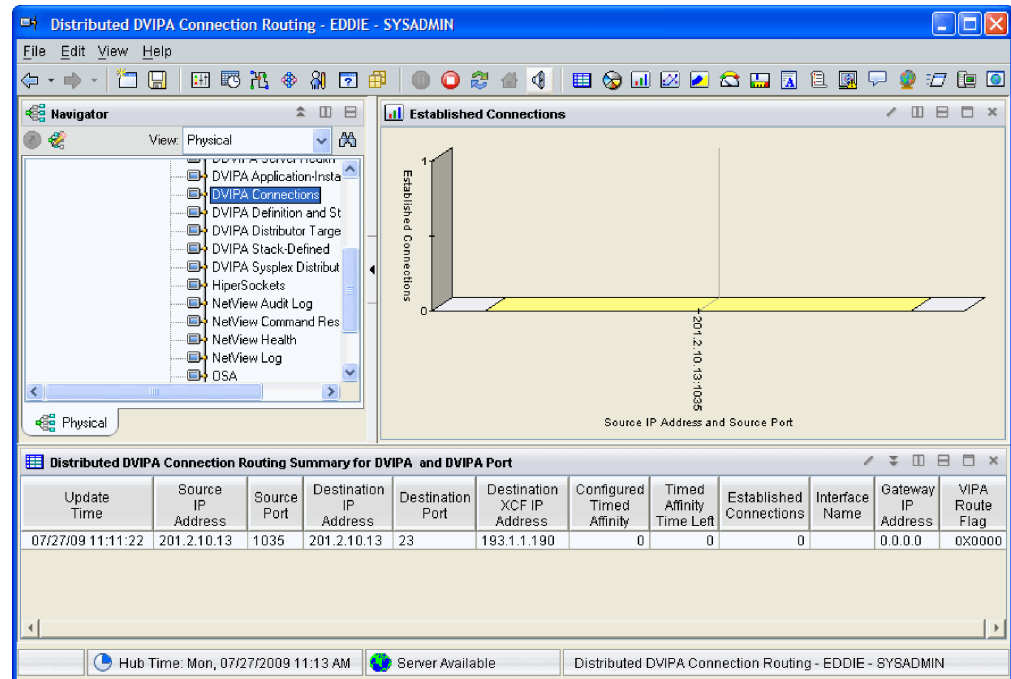 Distributed DVIPA Connection Routing - EDDIE - SYSADMIN
File Edit View Help
Navigator
View: Physical
DVIPA Application-Insta
DVIPA Connections
DVIPA Definition and St
DVIPA Distributor Targe
DVIPA Stack-Defined
DVIPA Sysplex Distribut
HiperSockets
NetView Audit Log
NetView Command Res
NetView Health
NetView Log
OSA
Physical
Established Connections
Established Connections
1
0
201.2.10.13:1035
Source IP Address and Source Port
Distributed DVIPA Connection Routing Summary for DVIPA and DVIPA Port
Update Time Source IP Address Source Port Destination IP Address Destination Port Destination XCF IP Address Configured Timed Affinity Timed Affinity Time Left Established Connections Interface Name Gateway IP Address VIPA Route Flag
07/27/09 11:11:22 201.2.10.13 1035 201.2.10.13 23 193.1.1.190 0 0 0 0.0.0.0 0X0000
Hub Time: Mon, 07/27/2009 11:13 AM Server Available Distributed DVIPA Connection Routing - EDDIE - SYSADMIN